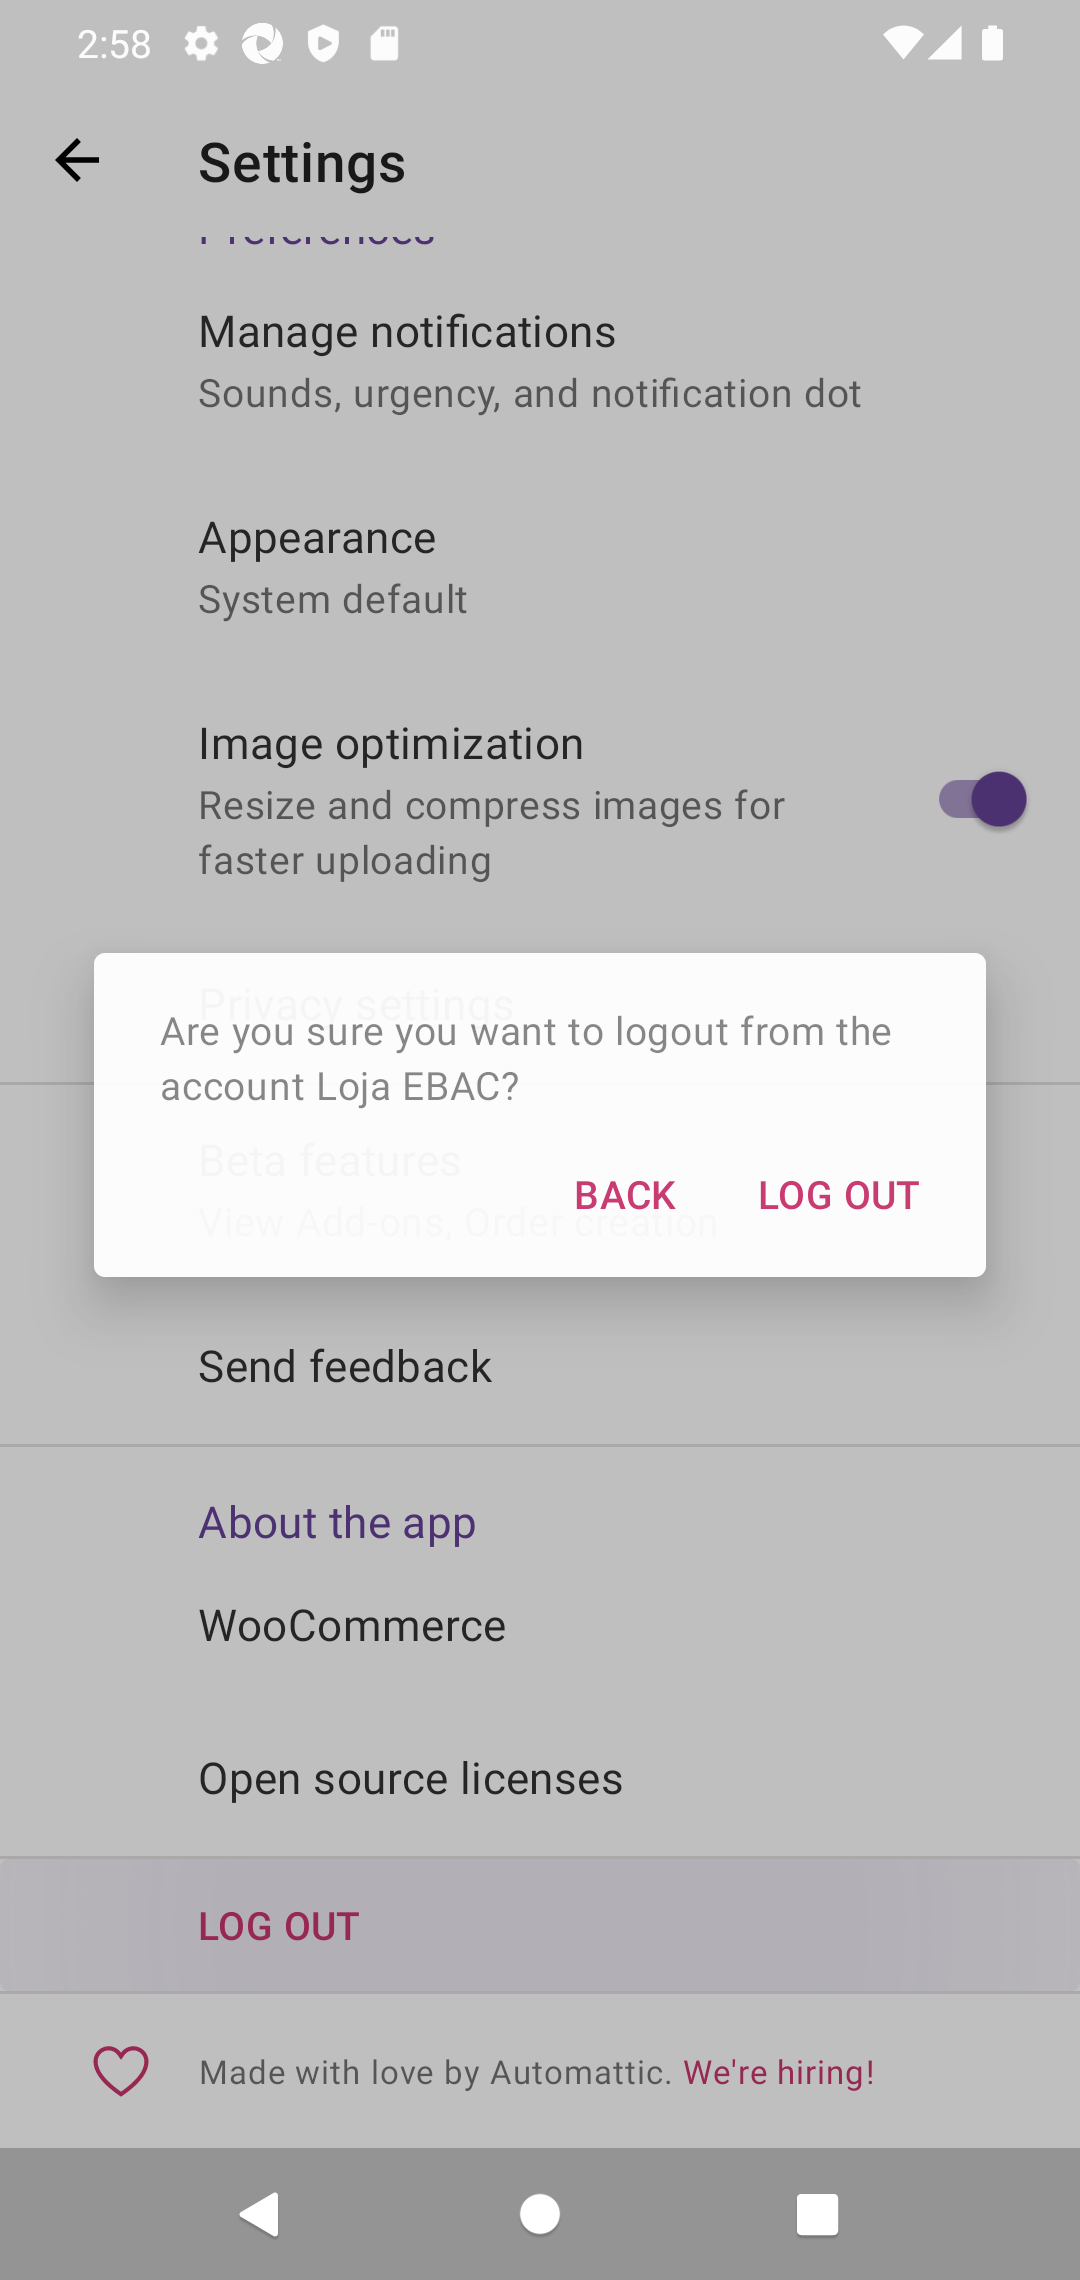 2:58
Settings
Preferences
Manage notifications
Sounds, urgency, and notification dot
Appearance
System default
Image optimization
Resize and compress images for
faster uploading
Privacy settings
Are you sure you want to logout from the
account Loja EBAC?
Beta features
BACK LOG OUT
View Add-ons, Order creation
Send feedback
About the app
WooCommerce
Open source licenses
LOG OUT
Made with love by Automattic. We're hiring!